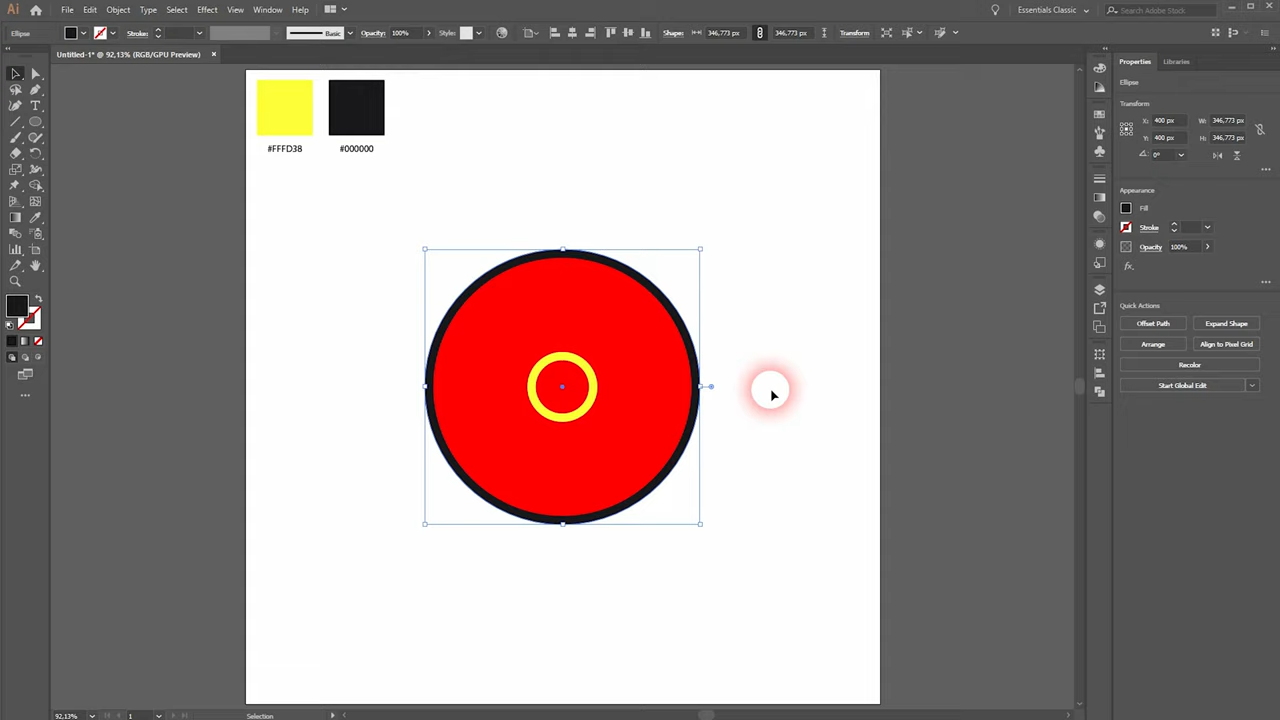 Ai File Edit Object Type Select Effect View Window Help Essentials Classic Search Adobe Stock
Ellipse Stroke: Basic Opacity: 100% Style: Shape: 346,773 px 346,773 px Transform
Untitled-1* @ 92,13% (RGB/GPU Preview) ×
Properties Libraries
Ellipse
Transform
X: 400 px W: 346,773 px
Y: 400 px H: 346,773 px
0°
Appearance
Fill
Stroke
Opacity 100%
fx.
Quick Actions
Offset Path Expand Shape
Arrange Align to Pixel Grid
Recolor
Start Global Edit
#FFFD38 #000000
92,13% 1 Selection